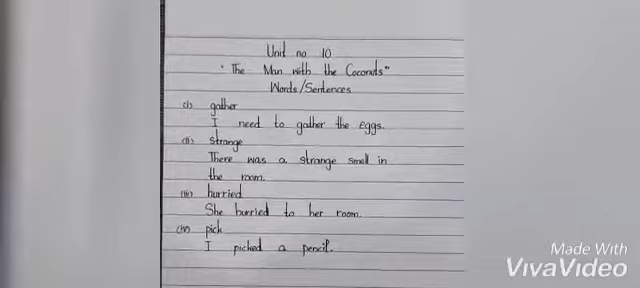 Unit no 10
"The Man with the Coconuts"
Words/Sentences
(i) gather
I need to gather the eggs.
(ii) strange
There was a strange smell in
the room.
(iii) hurried
She hurried to her room.
(iv) pick
I picked a pencil.
Made With
VivaVideo